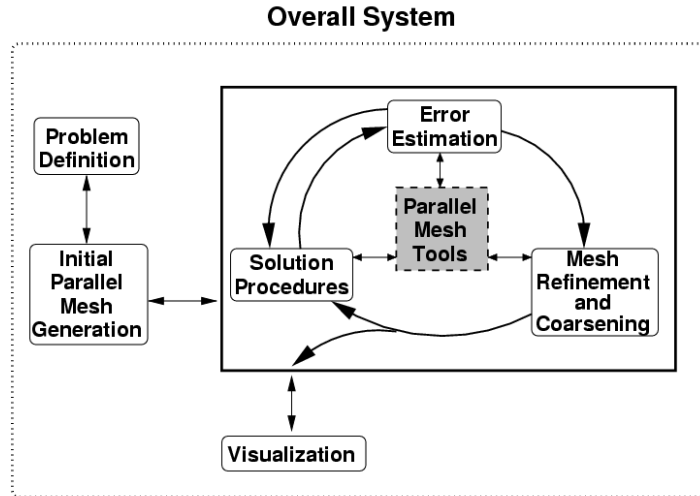 Overall System
Problem
Definition
Initial
Parallel
Mesh
Generation
Error
Estimation
Parallel
Mesh
Tools
Solution
Procedures
Mesh
Refinement
and
Coarsening
Visualization